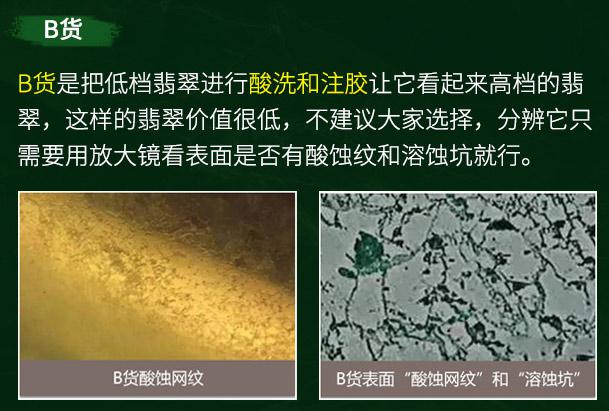 B货
B货是把低档翡翠进行酸洗和注胶让它看起来高档的翡
翠，这样的翡翠价值很低，不建议大家选择，分辨它只
需要用放大镜看表面是否有酸蚀纹和溶蚀坑就行。
B货酸蚀网纹
B货表面“酸蚀网纹”和“溶蚀坑”